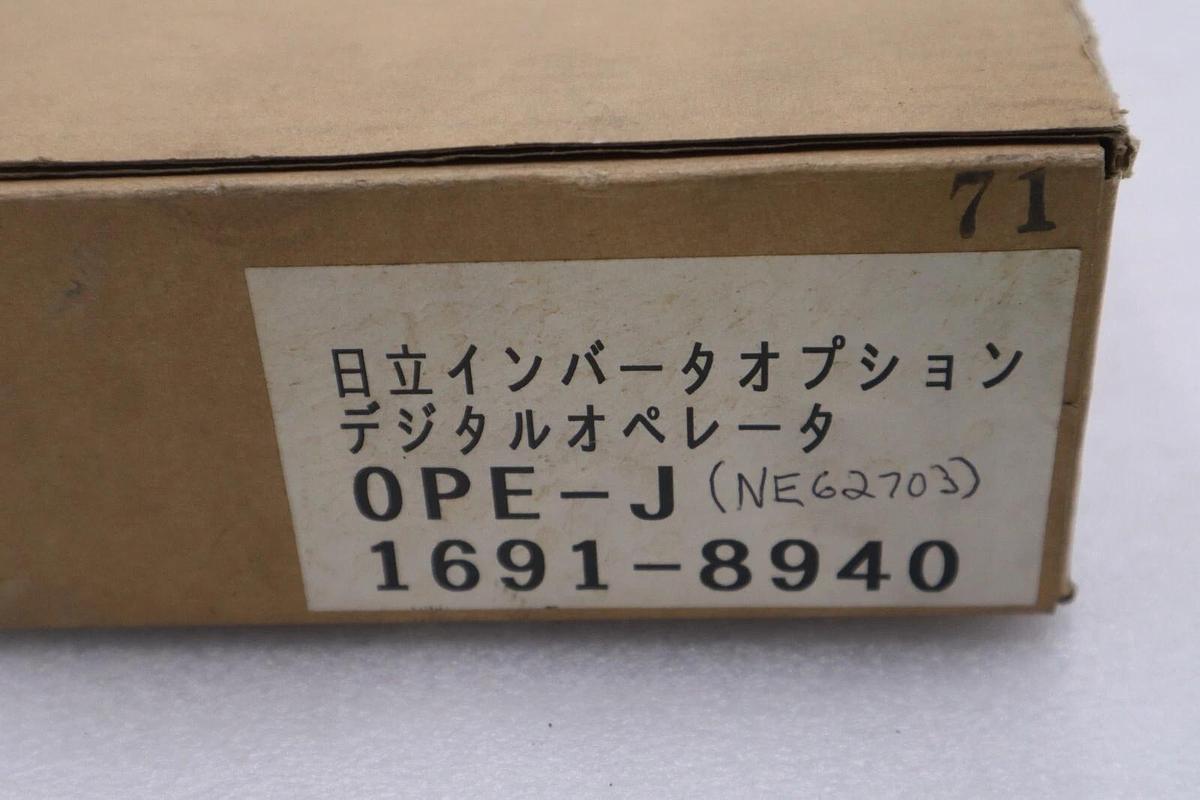 71
日立インバータオプション
デジタルオペレータ
OPE-J (NE62703)
1691-8940